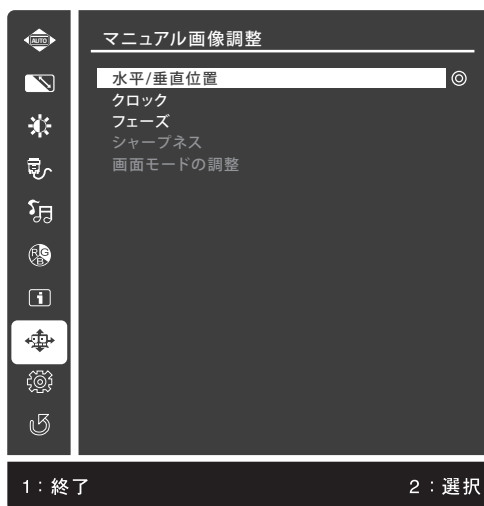 AUTO
マニュアル画像調整
水平/垂直位置
クロック
フェーズ
シャープネス
画面モードの調整
R G B
i
1：終了
2：選択